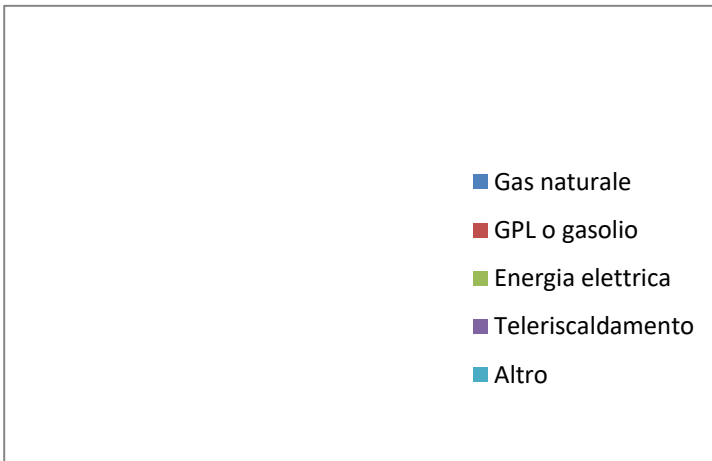 Gas naturale
GPL o gasolio
Energia elettrica
Teleriscaldamento
Altro